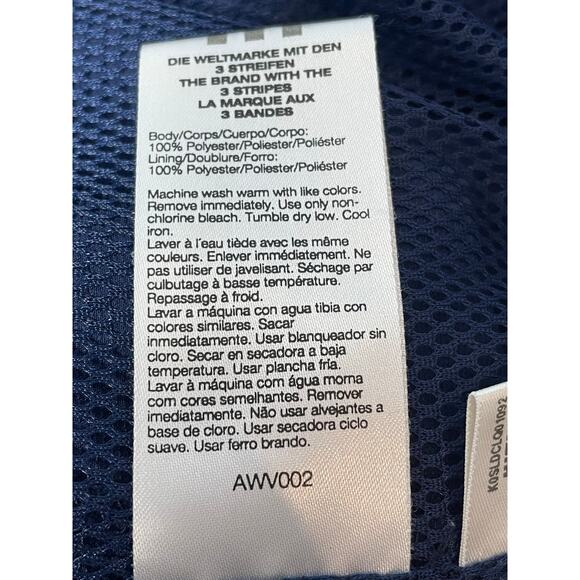 DIE WELTMARKE MIT DEN
3 STREIFEN
THE BRAND WITH THE
3 STRIPES
LA MARQUE AUX
3 BANDES
Body/Corps/Cuerpo/Corpo:
100% Polyester/Poliester/Poliéster
Lining/Doublure/Forro:
100% Polyester/Poliester/Poliéster
Machine wash warm with like colors.
Remove immediately. Use only non-
chlorine bleach. Tumble dry low. Cool
iron.
Laver à l'eau tiède avec les même
couleurs. Enlever immédiatement. Ne
pas utiliser de javelisant. Séchage par
culbutage à basse température.
Repassage à froid.
Lavar a máquina con agua tibia con
colores similares. Sacar
inmediatamente. Usar blanqueador sin
cloro. Secar en secadora a baja
temperatura. Usar plancha fría.
Lavar à máquina com água morna
com cores semelhantes. Remover
imediatamente. Não usar alvejantes a
base de cloro. Usar secadora ciclo
suave. Usar ferro brando.
AWV002
K0SLDCLQ01092